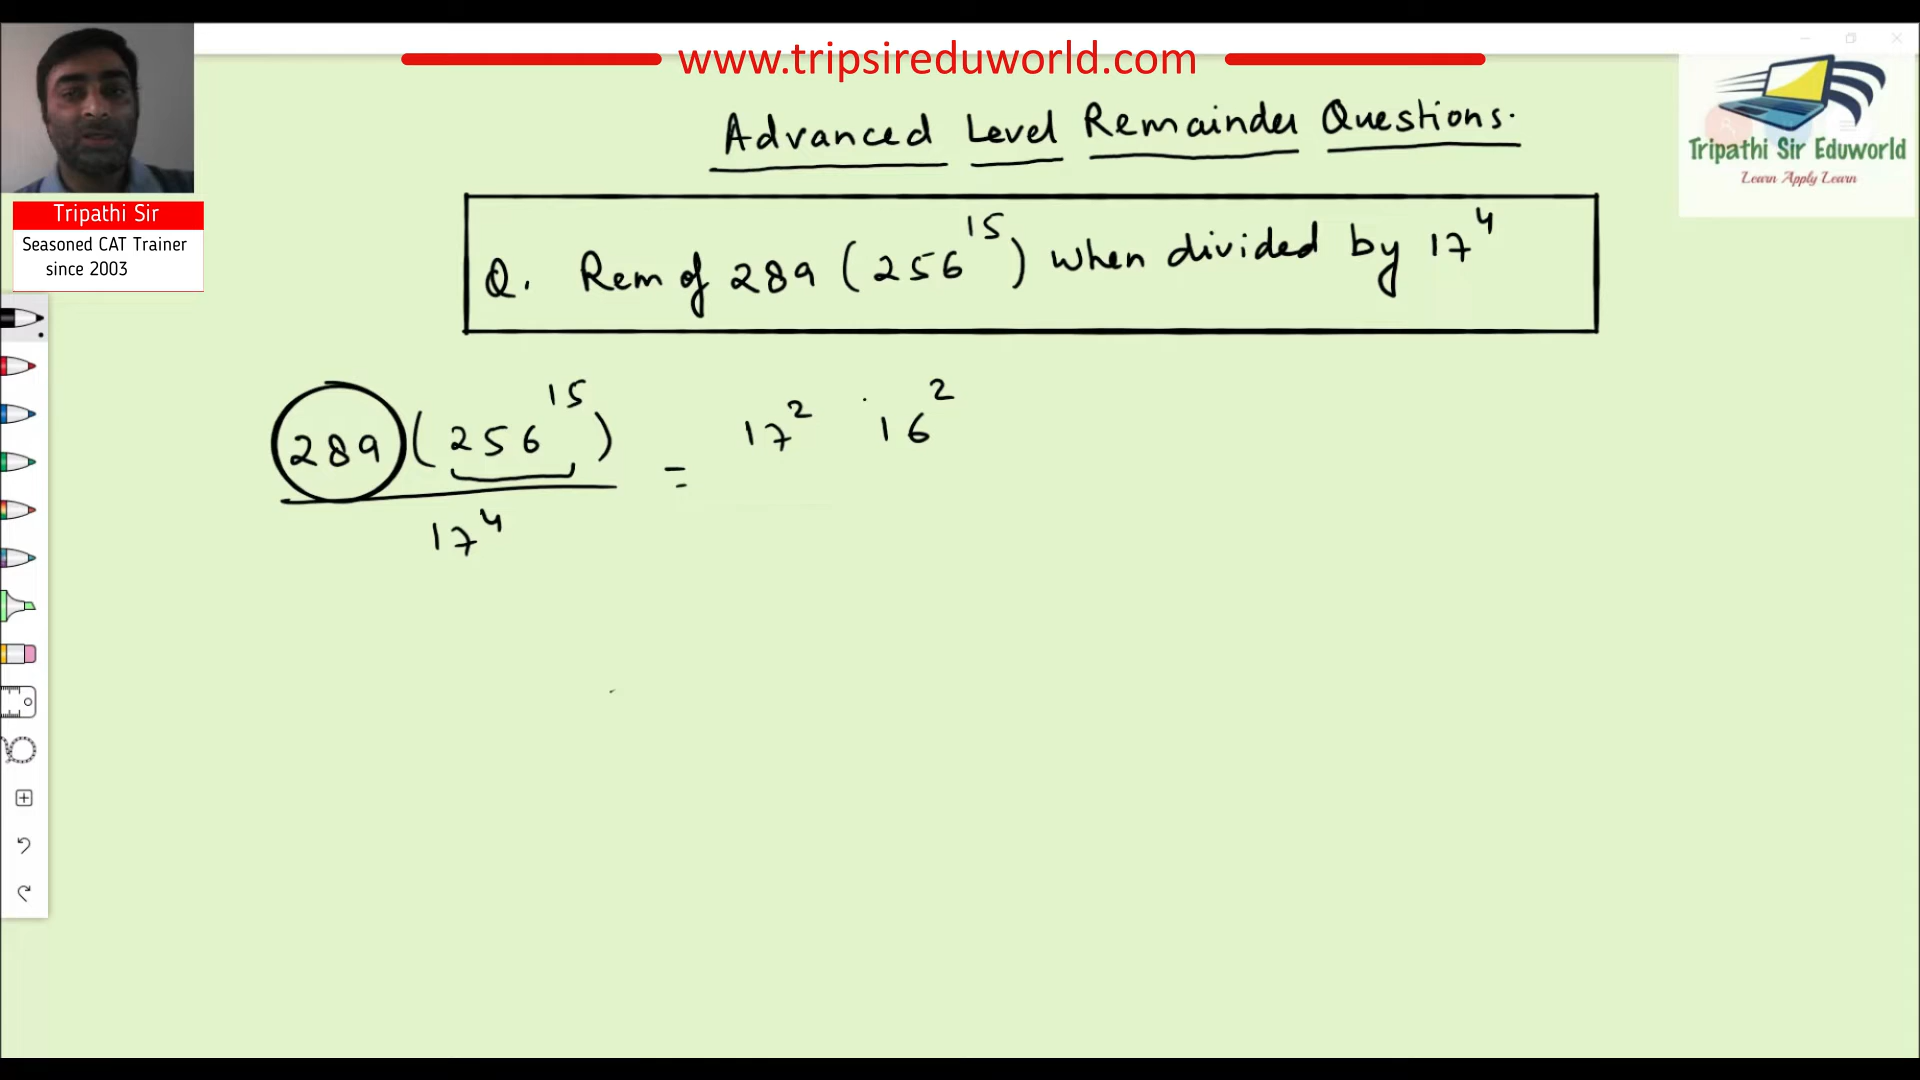 www.tripsireduworld.com
Advanced Level Remainder Questions.
Tripathi Sir Eduworld
Learn Apply Learn
Tripathi Sir
Seasoned CAT Trainer
since 2003
Q. Rem of 289 (256^15) when divided by 17^4
289 (256^15) / 17^4 = 17^2 16^2